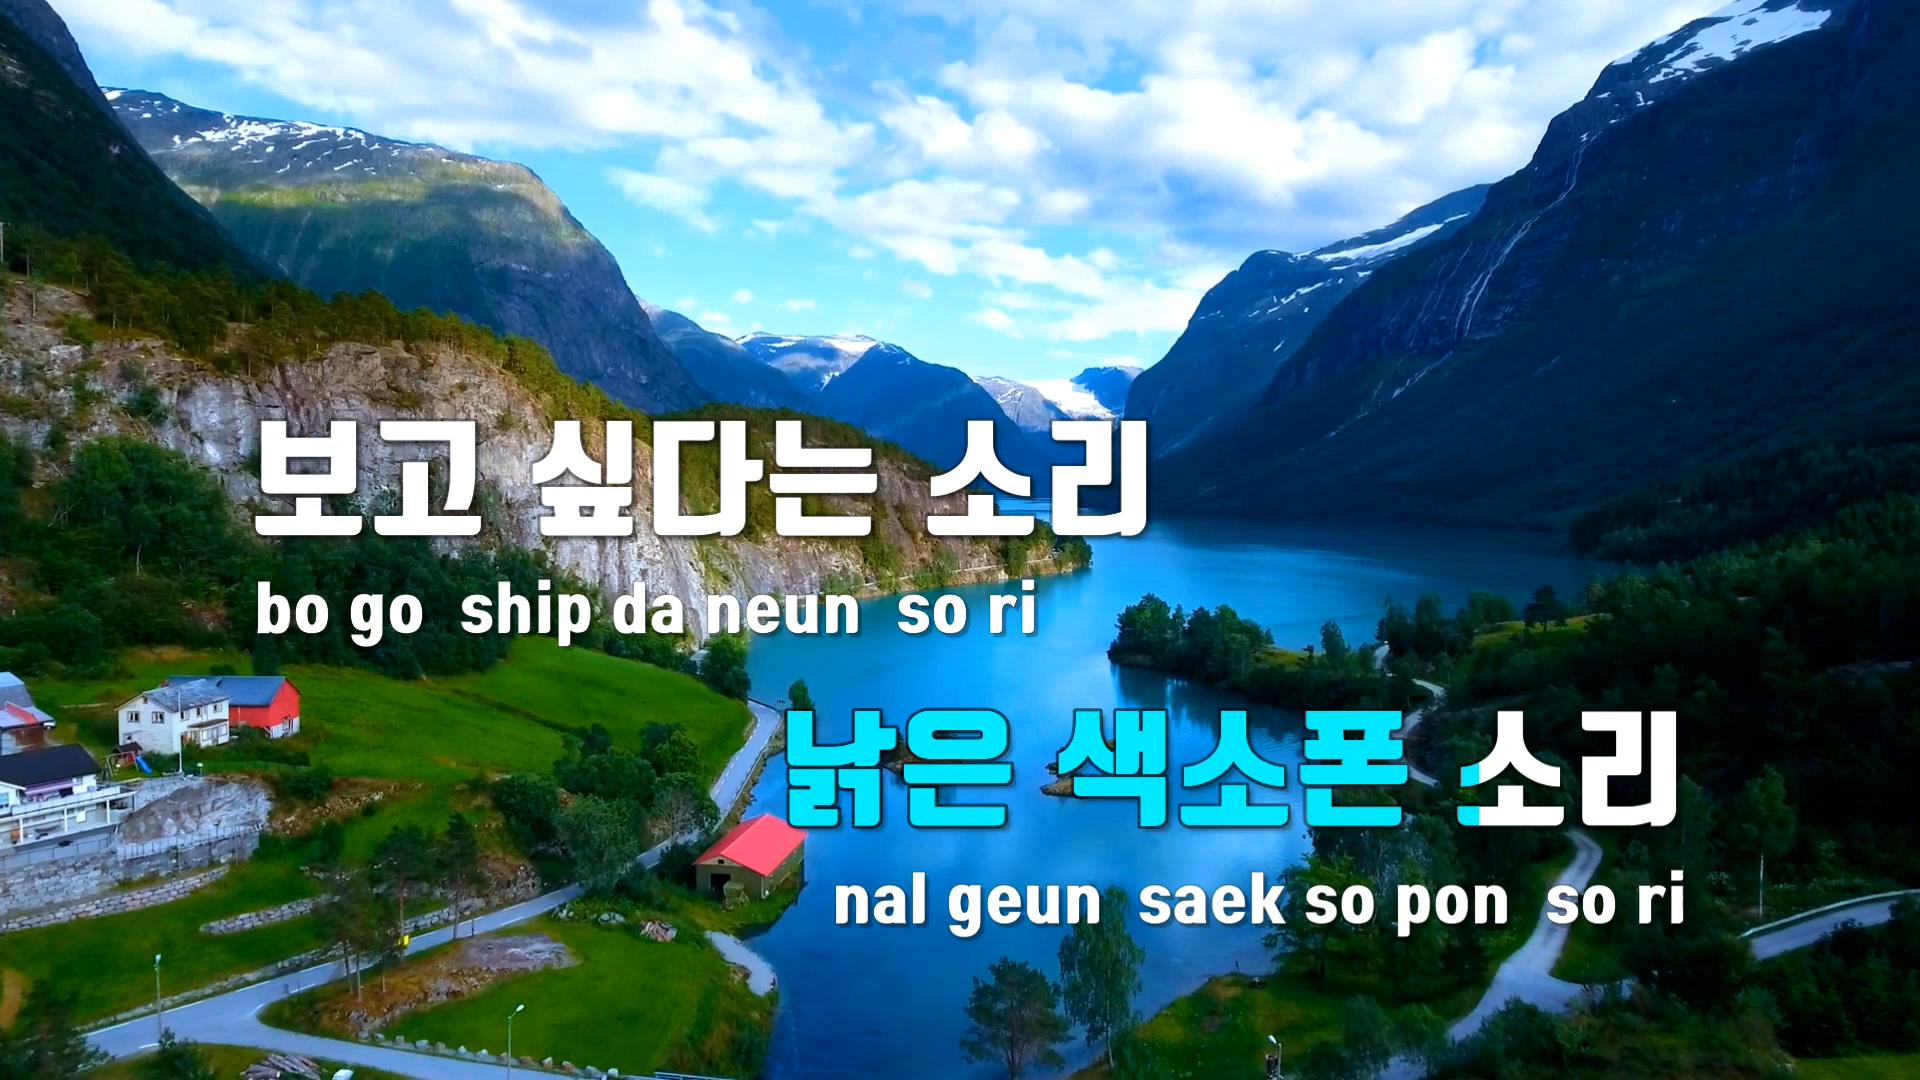 보고 싶다는 소리
bo go ship da neun so ri
낡은 색소폰 소리
nal geun saek so pon so ri